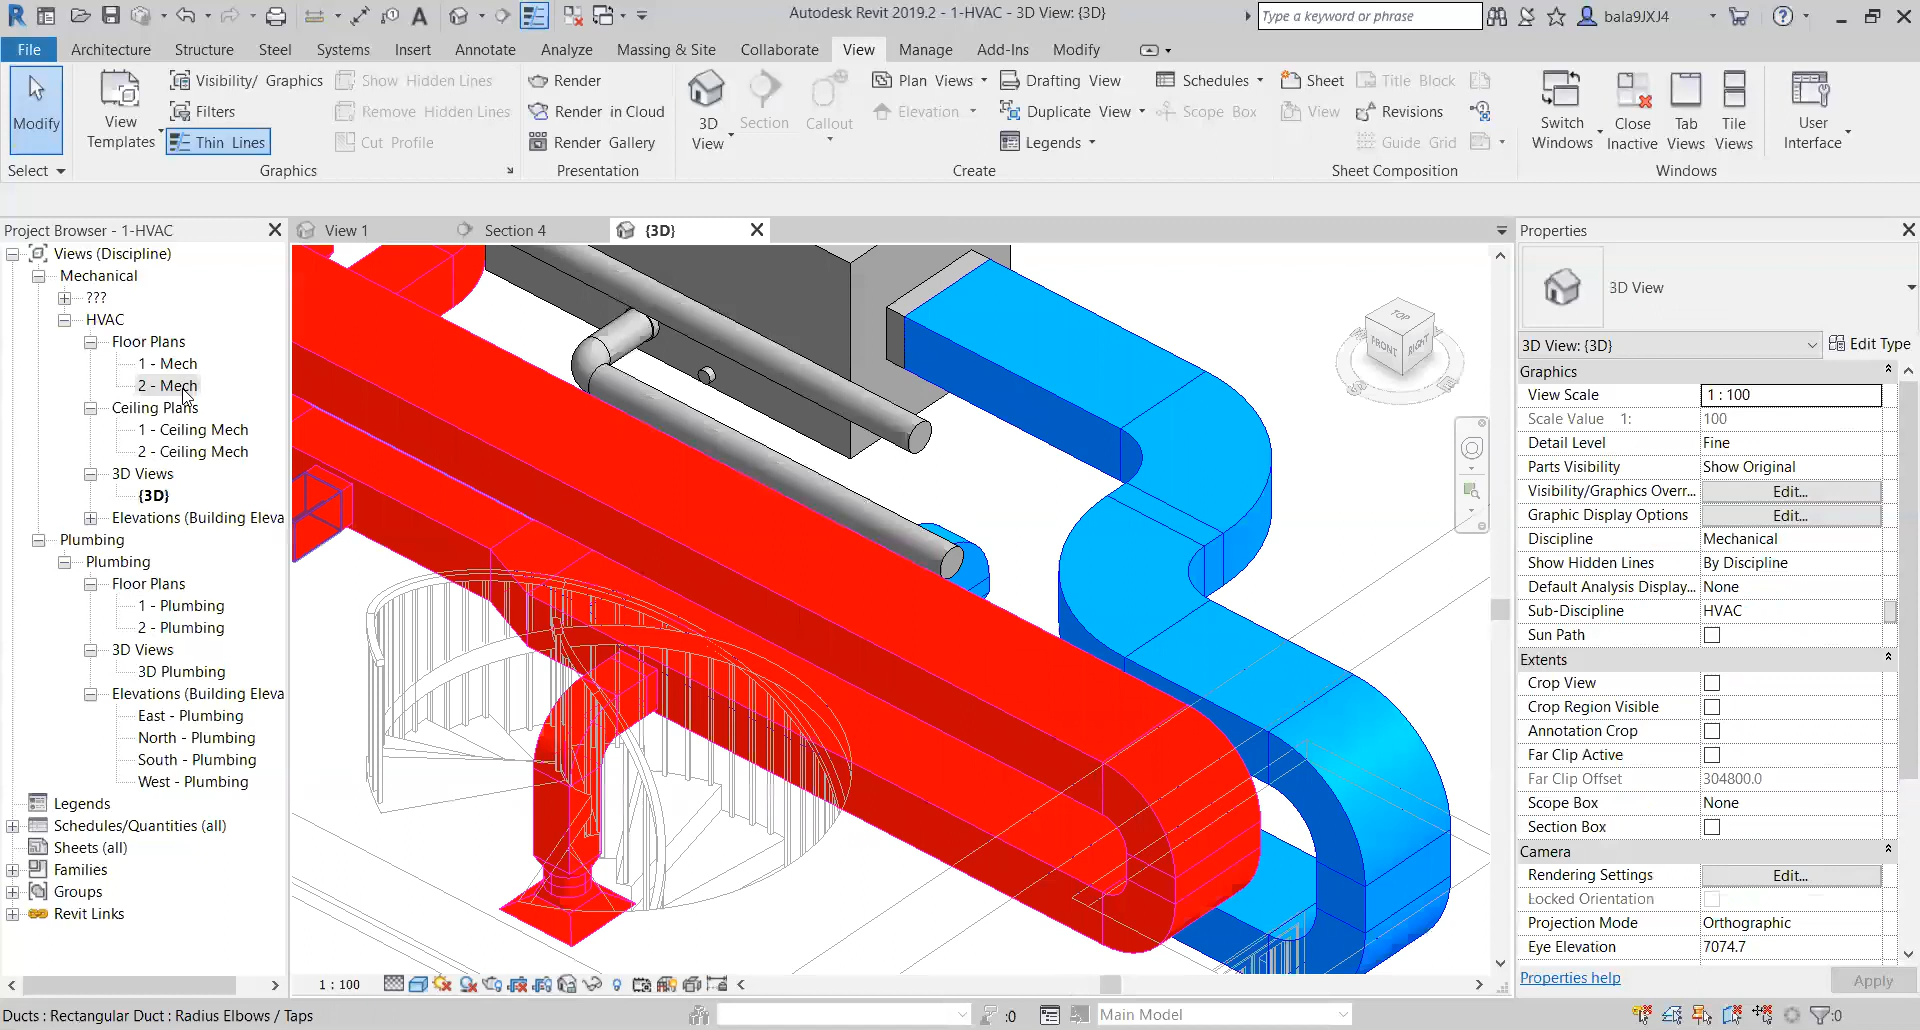 Autodesk Revit 2019.2 - 1-HVAC - 3D View: {3D}
Type a keyword or phrase
bala9JXJ4
File Architecture Structure Steel Systems Insert Annotate Analyze Massing & Site Collaborate View Manage Add-Ins Modify
Modify
View Templates
Visibility/ Graphics
Filters
Thin Lines
Show Hidden Lines
Remove Hidden Lines
Cut Profile
Render
Render in Cloud
Render Gallery
3D View
Section
Callout
Plan Views
Elevation
Drafting View
Duplicate View
Legends
Schedules
Scope Box
Sheet
View
Title Block
Revisions
Guide Grid
Switch Windows
Close Inactive
Tab Views
Tile Views
User Interface
Select
Graphics
Presentation
Create
Sheet Composition
Windows
Project Browser - 1-HVAC
View 1
Section 4
{3D}
Properties
Views (Discipline)
Mechanical
???
HVAC
Floor Plans
1 - Mech
2 - Mech
Ceiling Plans
1 - Ceiling Mech
2 - Ceiling Mech
3D Views
{3D}
Elevations (Building Eleva
Plumbing
Plumbing
Floor Plans
1 - Plumbing
2 - Plumbing
3D Views
3D Plumbing
Elevations (Building Eleva
East - Plumbing
North - Plumbing
South - Plumbing
West - Plumbing
Legends
Schedules/Quantities (all)
Sheets (all)
Families
Groups
Revit Links
TOP
FRONT
RIGHT
3D View
3D View: {3D}
Edit Type
Graphics
View Scale 1 : 100
Scale Value 1: 100
Detail Level Fine
Parts Visibility Show Original
Visibility/Graphics Overr... Edit...
Graphic Display Options Edit...
Discipline Mechanical
Show Hidden Lines By Discipline
Default Analysis Display... None
Sub-Discipline HVAC
Sun Path
Extents
Crop View
Crop Region Visible
Annotation Crop
Far Clip Active
Far Clip Offset 304800.0
Scope Box None
Section Box
Camera
Rendering Settings Edit...
Locked Orientation
Projection Mode Orthographic
Eye Elevation 7074.7
Properties help
Apply
1 : 100
Ducts : Rectangular Duct : Radius Elbows / Taps
:0
Main Model
:0